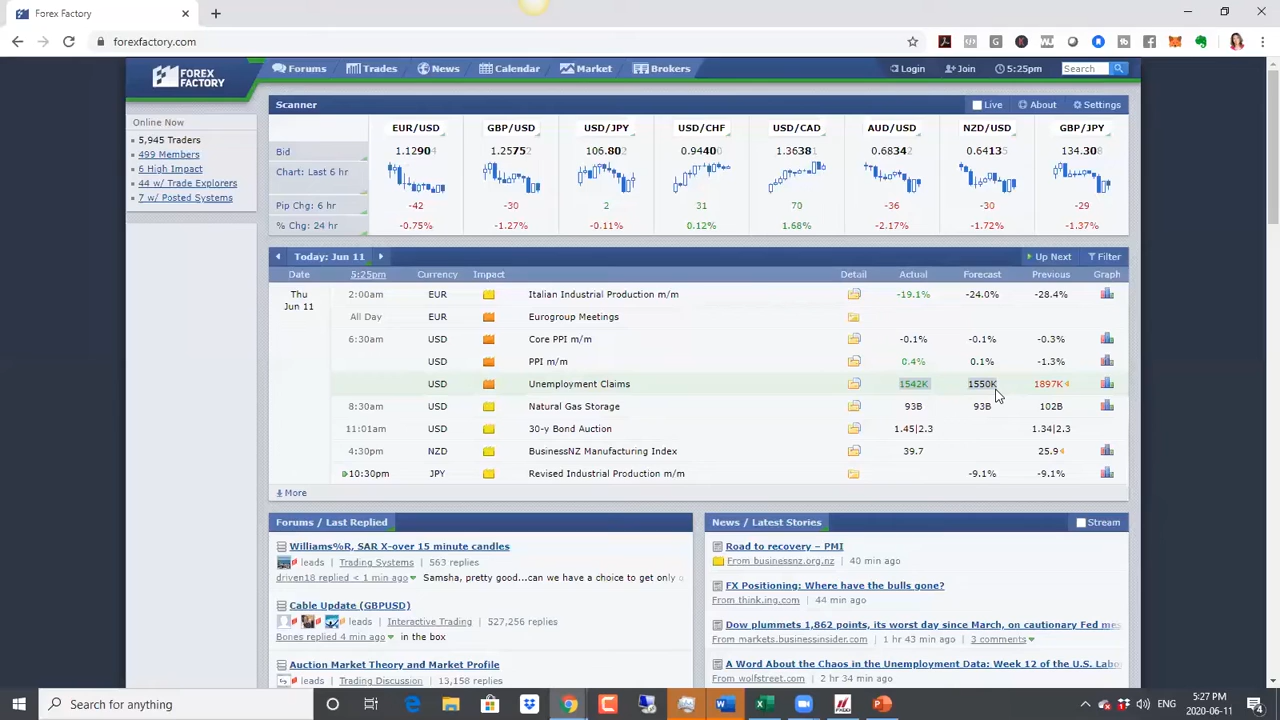 Forex Factory
forexfactory.com
FOREX FACTORY
Forums Trades News Calendar Market Brokers Login Join 5:25pm Search
Online Now
5,945 Traders
499 Members
6 High Impact
44 w/ Trade Explorers
7 w/ Posted Systems
Scanner Live About Settings
EUR/USD GBP/USD USD/JPY USD/CHF USD/CAD AUD/USD NZD/USD GBP/JPY
Bid 1.12904 1.25752 106.802 0.9440 1.36381 0.68342 0.64135 134.308
Chart: Last 6 hr
Pip Chg: 6 hr -42 -30 2 31 70 -36 -30 -29
% Chg: 24 hr -0.75% -1.27% -0.11% 0.12% 1.68% -2.17% -1.72% -1.37%
Today: Jun 11 Up Next Filter
Date 5:25pm Currency Impact Detail Actual Forecast Previous Graph
Thu Jun 11 2:00am EUR Italian Industrial Production m/m -19.1% -24.0% -28.4%
All Day EUR Eurogroup Meetings
6:30am USD Core PPI m/m -0.1% -0.1% -0.3%
USD PPI m/m 0.4% 0.1% -1.3%
USD Unemployment Claims 1542K 1550K 1897K
8:30am USD Natural Gas Storage 93B 93B 102B
11:01am USD 30-y Bond Auction 1.45|2.3 1.34|2.3
4:30pm NZD BusinessNZ Manufacturing Index 39.7 25.9
10:30pm JPY Revised Industrial Production m/m -9.1% -9.1%
More
Forums / Last Replied
Williams%R, SAR X-over 15 minute candles
leads | Trading Systems | 563 replies
driven18 replied < 1 min ago Samsha, pretty good...can we have a choice to get only o
Cable Update (GBPUSD)
leads | Interactive Trading | 527,256 replies
Bones replied 4 min ago in the box
Auction Market Theory and Market Profile
leads | Trading Discussion | 13,158 replies
News / Latest Stories Stream
Road to recovery – PMI
From businessnz.org.nz | 40 min ago
FX Positioning: Where have the bulls gone?
From think.ing.com | 44 min ago
Dow plummets 1,862 points, its worst day since March, on cautionary Fed mes
From markets.businessinsider.com | 1 hr 43 min ago | 3 comments
A Word About the Chaos in the Unemployment Data: Week 12 of the U.S. Labo
From wolfstreet.com | 2 hr 34 min ago
Type here to search
ENG
5:27 PM
2020-06-11